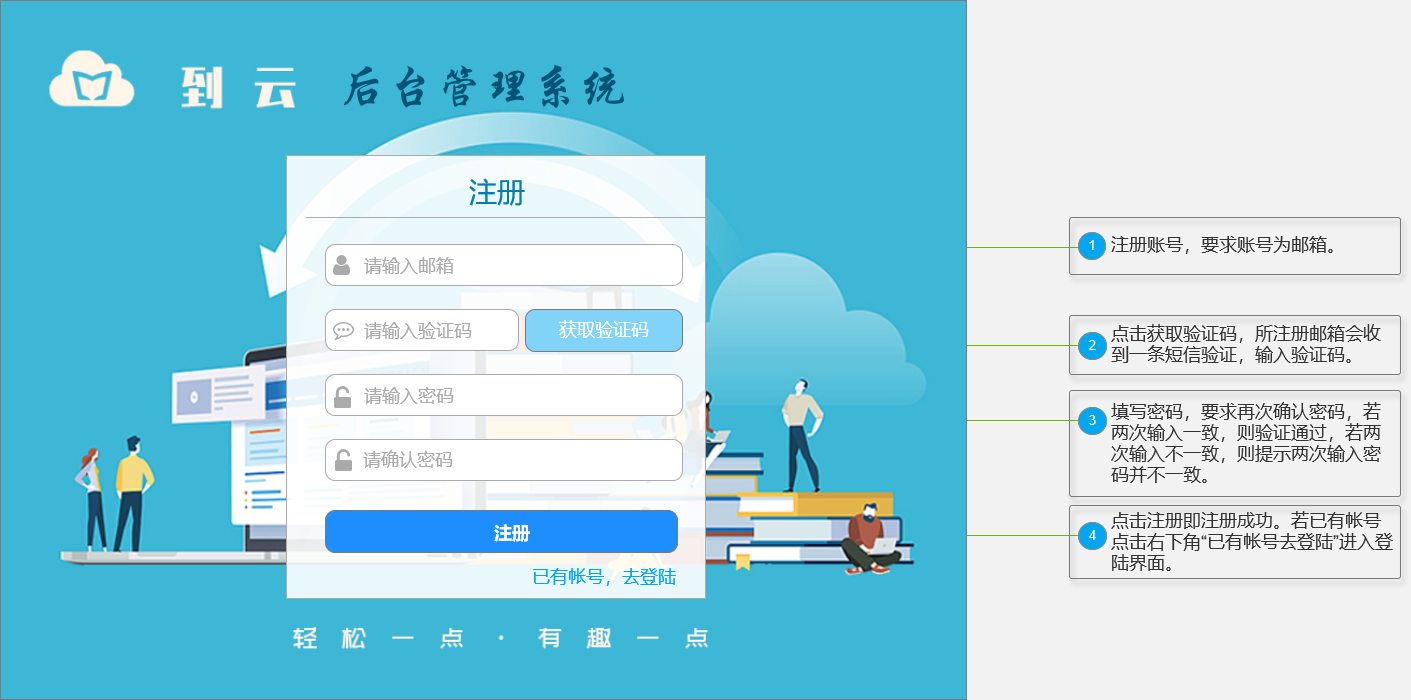 到云 后台管理系统
注册
请输入邮箱
请输入验证码 获取验证码
请输入密码
请确认密码
注册
已有帐号，去登陆
轻松一点·有趣一点
1 注册账号，要求账号为邮箱。
2 点击获取验证码，所注册邮箱会收
到一条短信验证，输入验证码。
3 填写密码，要求再次确认密码，若
两次输入一致，则验证通过，若两
次输入不一致，则提示两次输入密
码并不一致。
4 点击注册即注册成功。若已有帐号
点击右下角“已有帐号去登陆”进入登
陆界面。